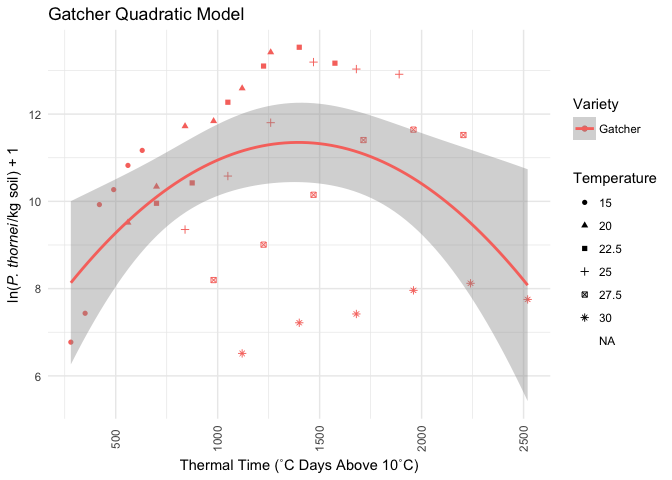 Gatcher Quadratic Model
ln(P. thornei/kg soil) + 1
12
10
8
6
500
1000
1500
2000
2500
Thermal Time (˚C Days Above 10˚C)
Variety
Gatcher
Temperature
15
20
22.5
25
27.5
30
NA